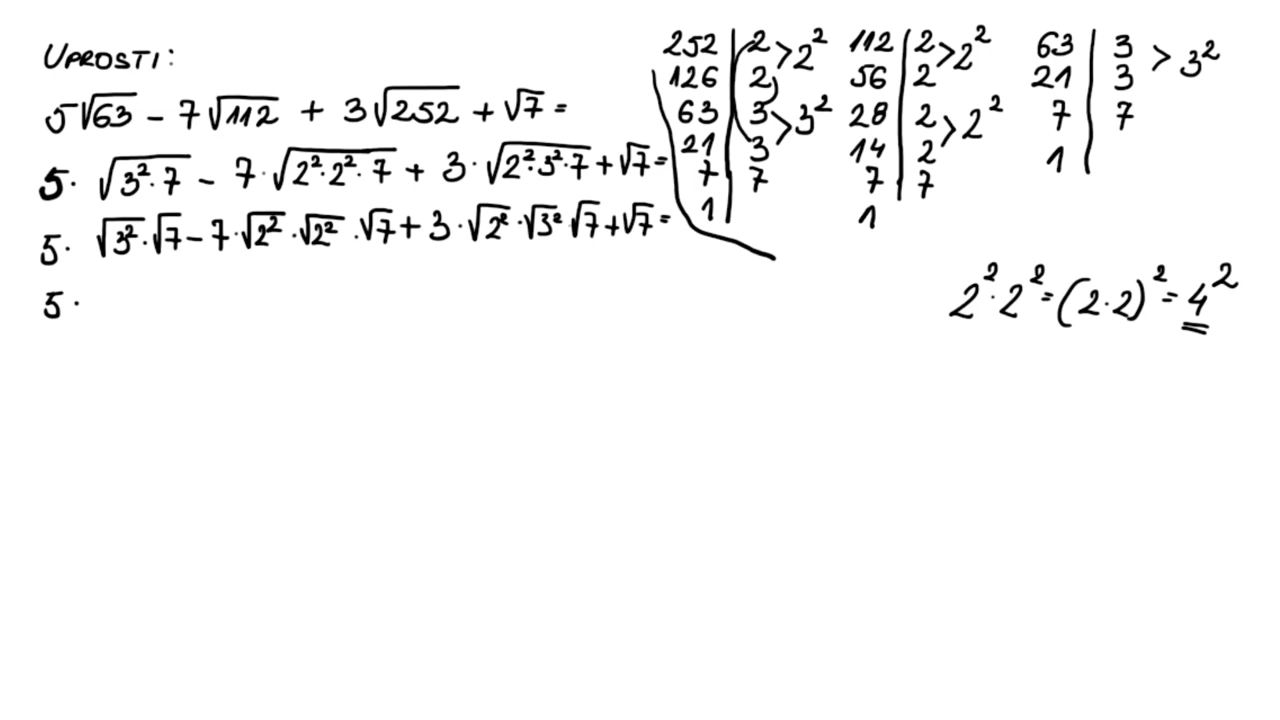 UPROSTI:
5√63 - 7√112 + 3√252 + √7 =
5· √3²·7 - 7·√2²·2²·7 + 3·√2²·3²·7 + √7 =
5· √3²·√7 - 7·√2²·√2²·√7 + 3·√2²·√3²·√7 + √7 =
5·
252 | 2 > 2²
126 | 2
63 | 3 > 3²
21 | 3
7 | 7
1 |
112 | 2 > 2²
56 | 2
28 | 2 > 2²
14 | 2
7 | 7
1
63 | 3 > 3²
21 | 3
7 | 7
1 |
2²·2² = (2·2)² = 4²